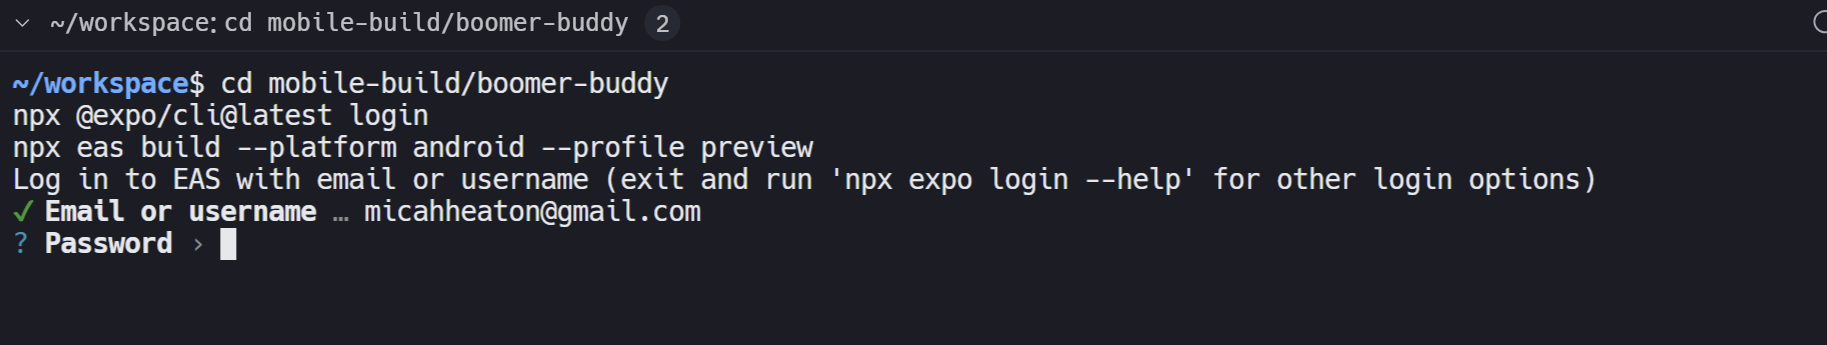 ~/workspace: cd mobile-build/boomer-buddy 2
~/workspace$ cd mobile-build/boomer-buddy
npx @expo/cli@latest login
npx eas build --platform android --profile preview
Log in to EAS with email or username (exit and run 'npx expo login --help' for other login options)
✓ Email or username … micahheaton@gmail.com
? Password ›